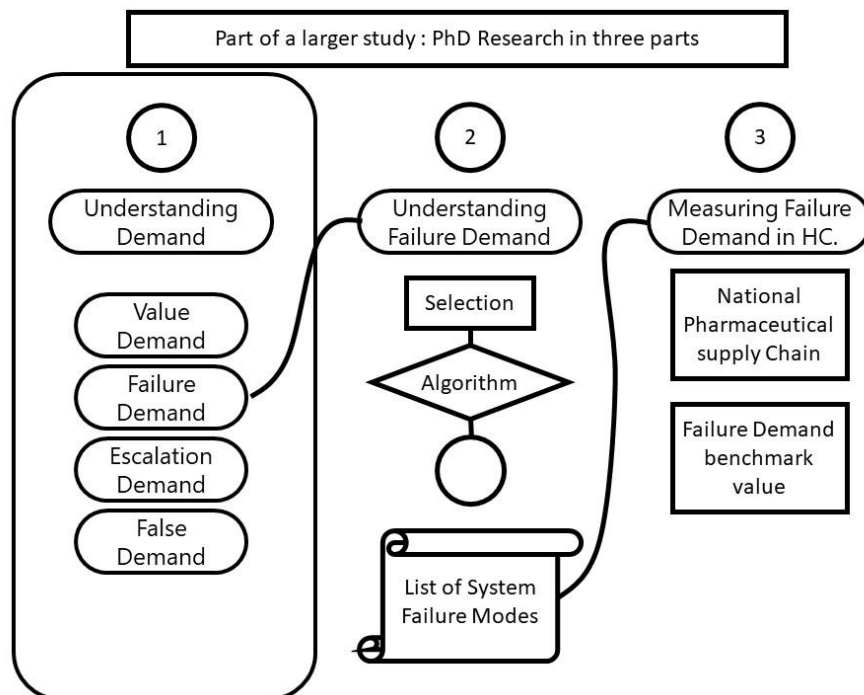 Part of a larger study : PhD Research in three parts
1
Understanding
Demand
Value
Demand
Failure
Demand
Escalation
Demand
False
Demand
2
Understanding
Failure Demand
Selection
Algorithm
List of System
Failure Modes
3
Measuring Failure
Demand in HC.
National
Pharmaceutical
supply Chain
Failure Demand
benchmark
value